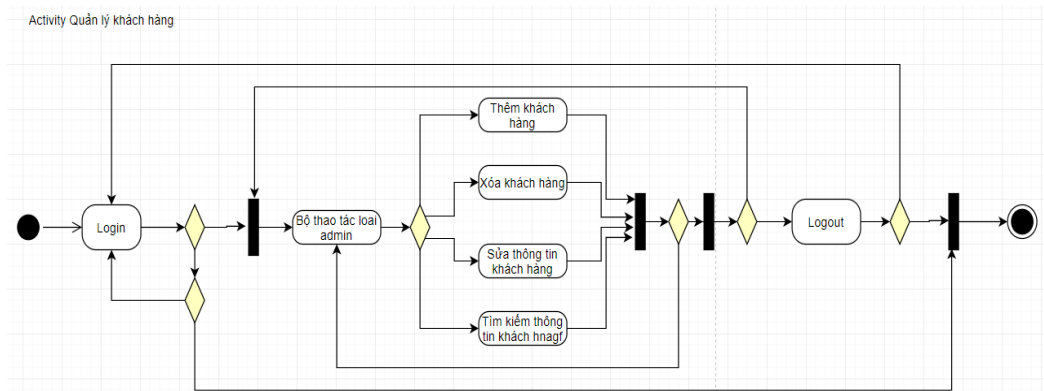 Activity Quản lý khách hàng
Thêm khách
hàng
Xóa khách hàng
Login
Bộ thao tác loại
admin
Sửa thông tin
khách hàng
Tìm kiếm thông
tin khách hnagf
Logout